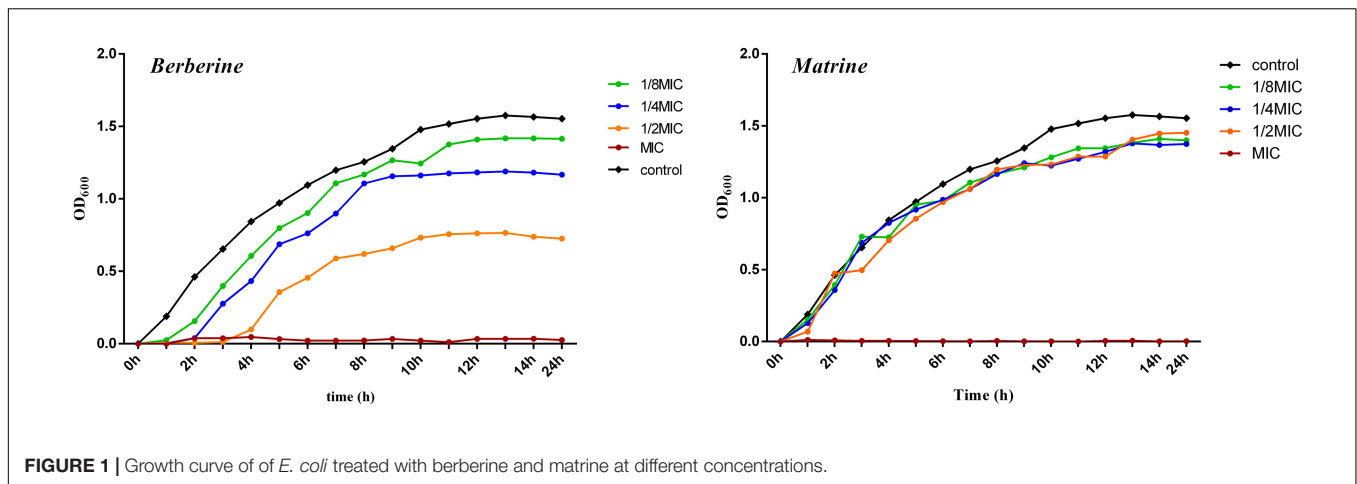 Berberine
2.0
1.5
1.0
0.5
0.0
OD600
0h
2h
4h
6h
8h
10h
12h
14h
24h
time (h)
1/8MIC
1/4MIC
1/2MIC
MIC
control
Matrine
2.0
1.5
1.0
0.5
0.0
OD600
0h
2h
4h
6h
8h
10h
12h
14h
24h
Time (h)
control
1/8MIC
1/4MIC
1/2MIC
MIC
FIGURE 1 | Growth curve of of E. coli treated with berberine and matrine at different concentrations.